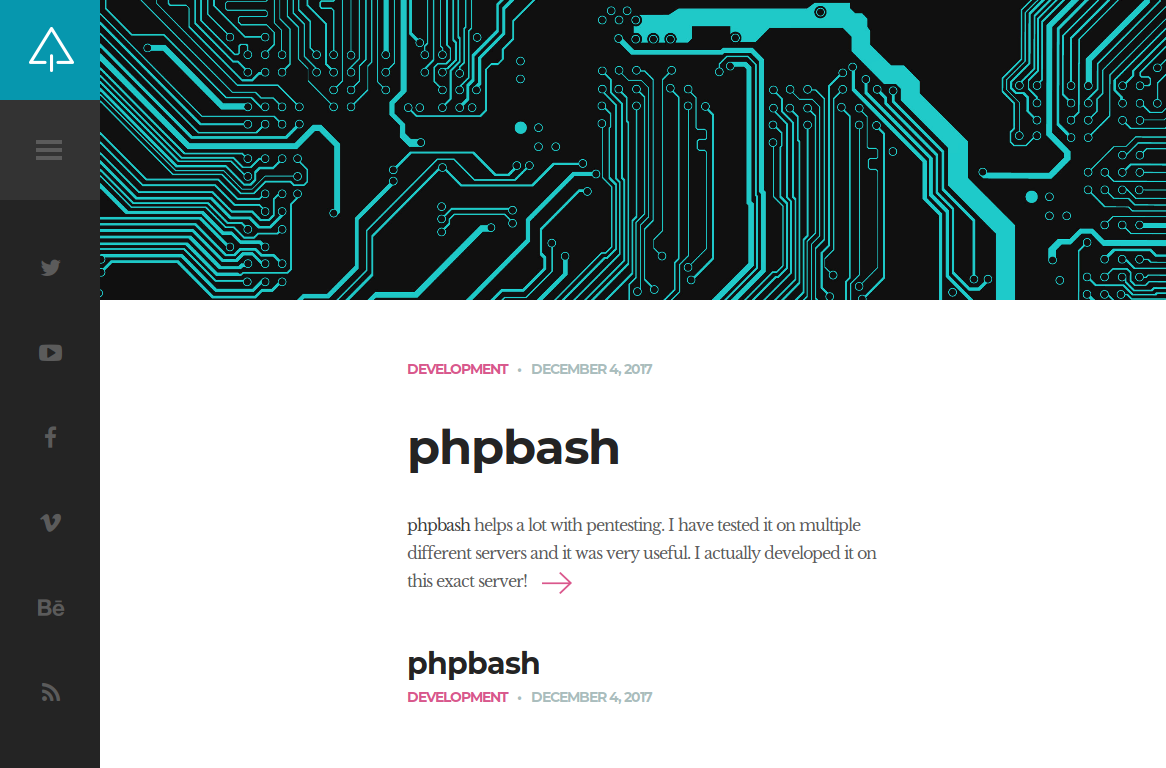 DEVELOPMENT • DECEMBER 4, 2017
phpbash
phpbash helps a lot with pentesting. I have tested it on multiple
different servers and it was very useful. I actually developed it on
this exact server!
Bē
phpbash
DEVELOPMENT • DECEMBER 4, 2017